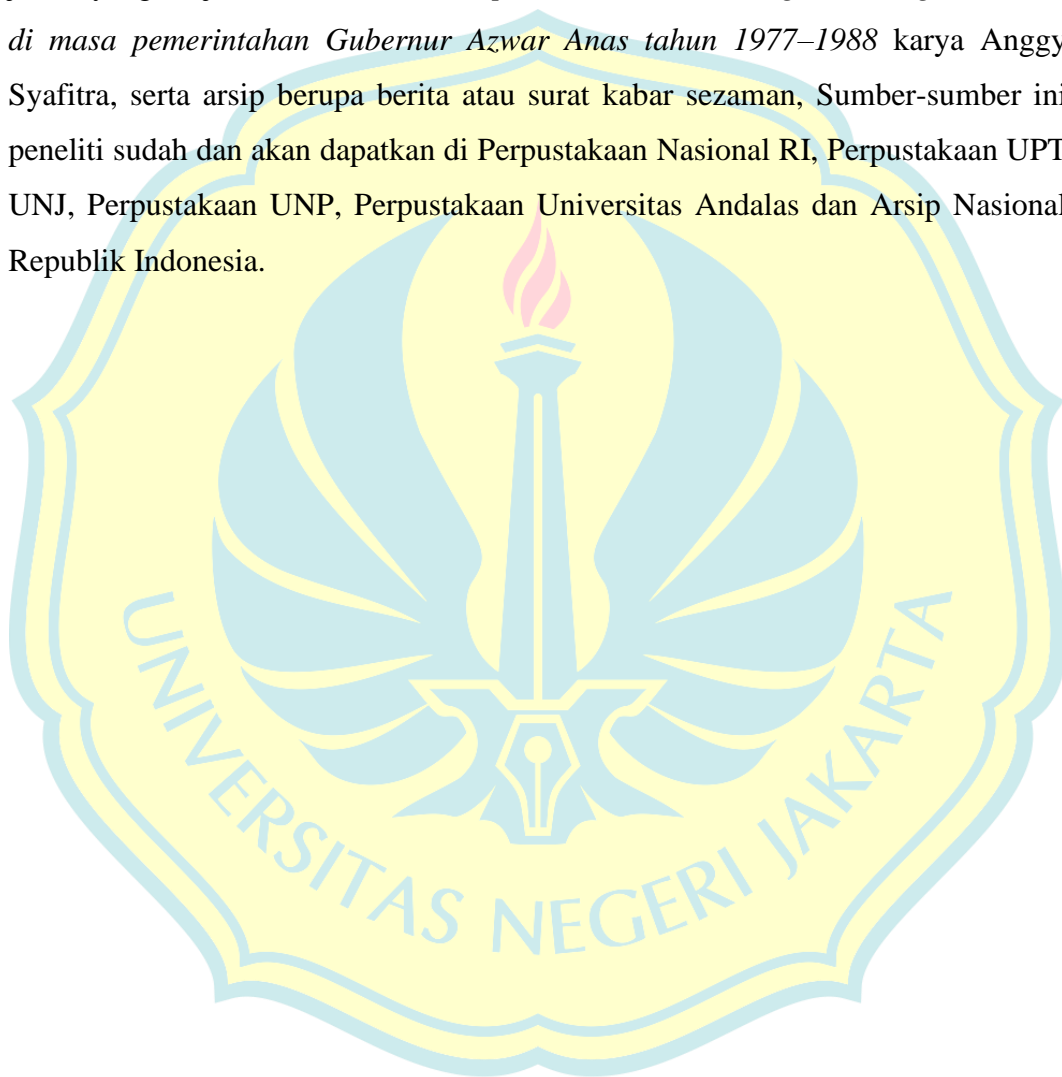 di masa pemerintahan Gubernur Azwar Anas tahun 1977–1988 karya Anggy
Syafitra, serta arsip berupa berita atau surat kabar sezaman, Sumber-sumber ini
peneliti sudah dan akan dapatkan di Perpustakaan Nasional RI, Perpustakaan UPT
UNJ, Perpustakaan UNP, Perpustakaan Universitas Andalas dan Arsip Nasional
Republik Indonesia.
UNIVERSITAS NEGERI JAKARTA